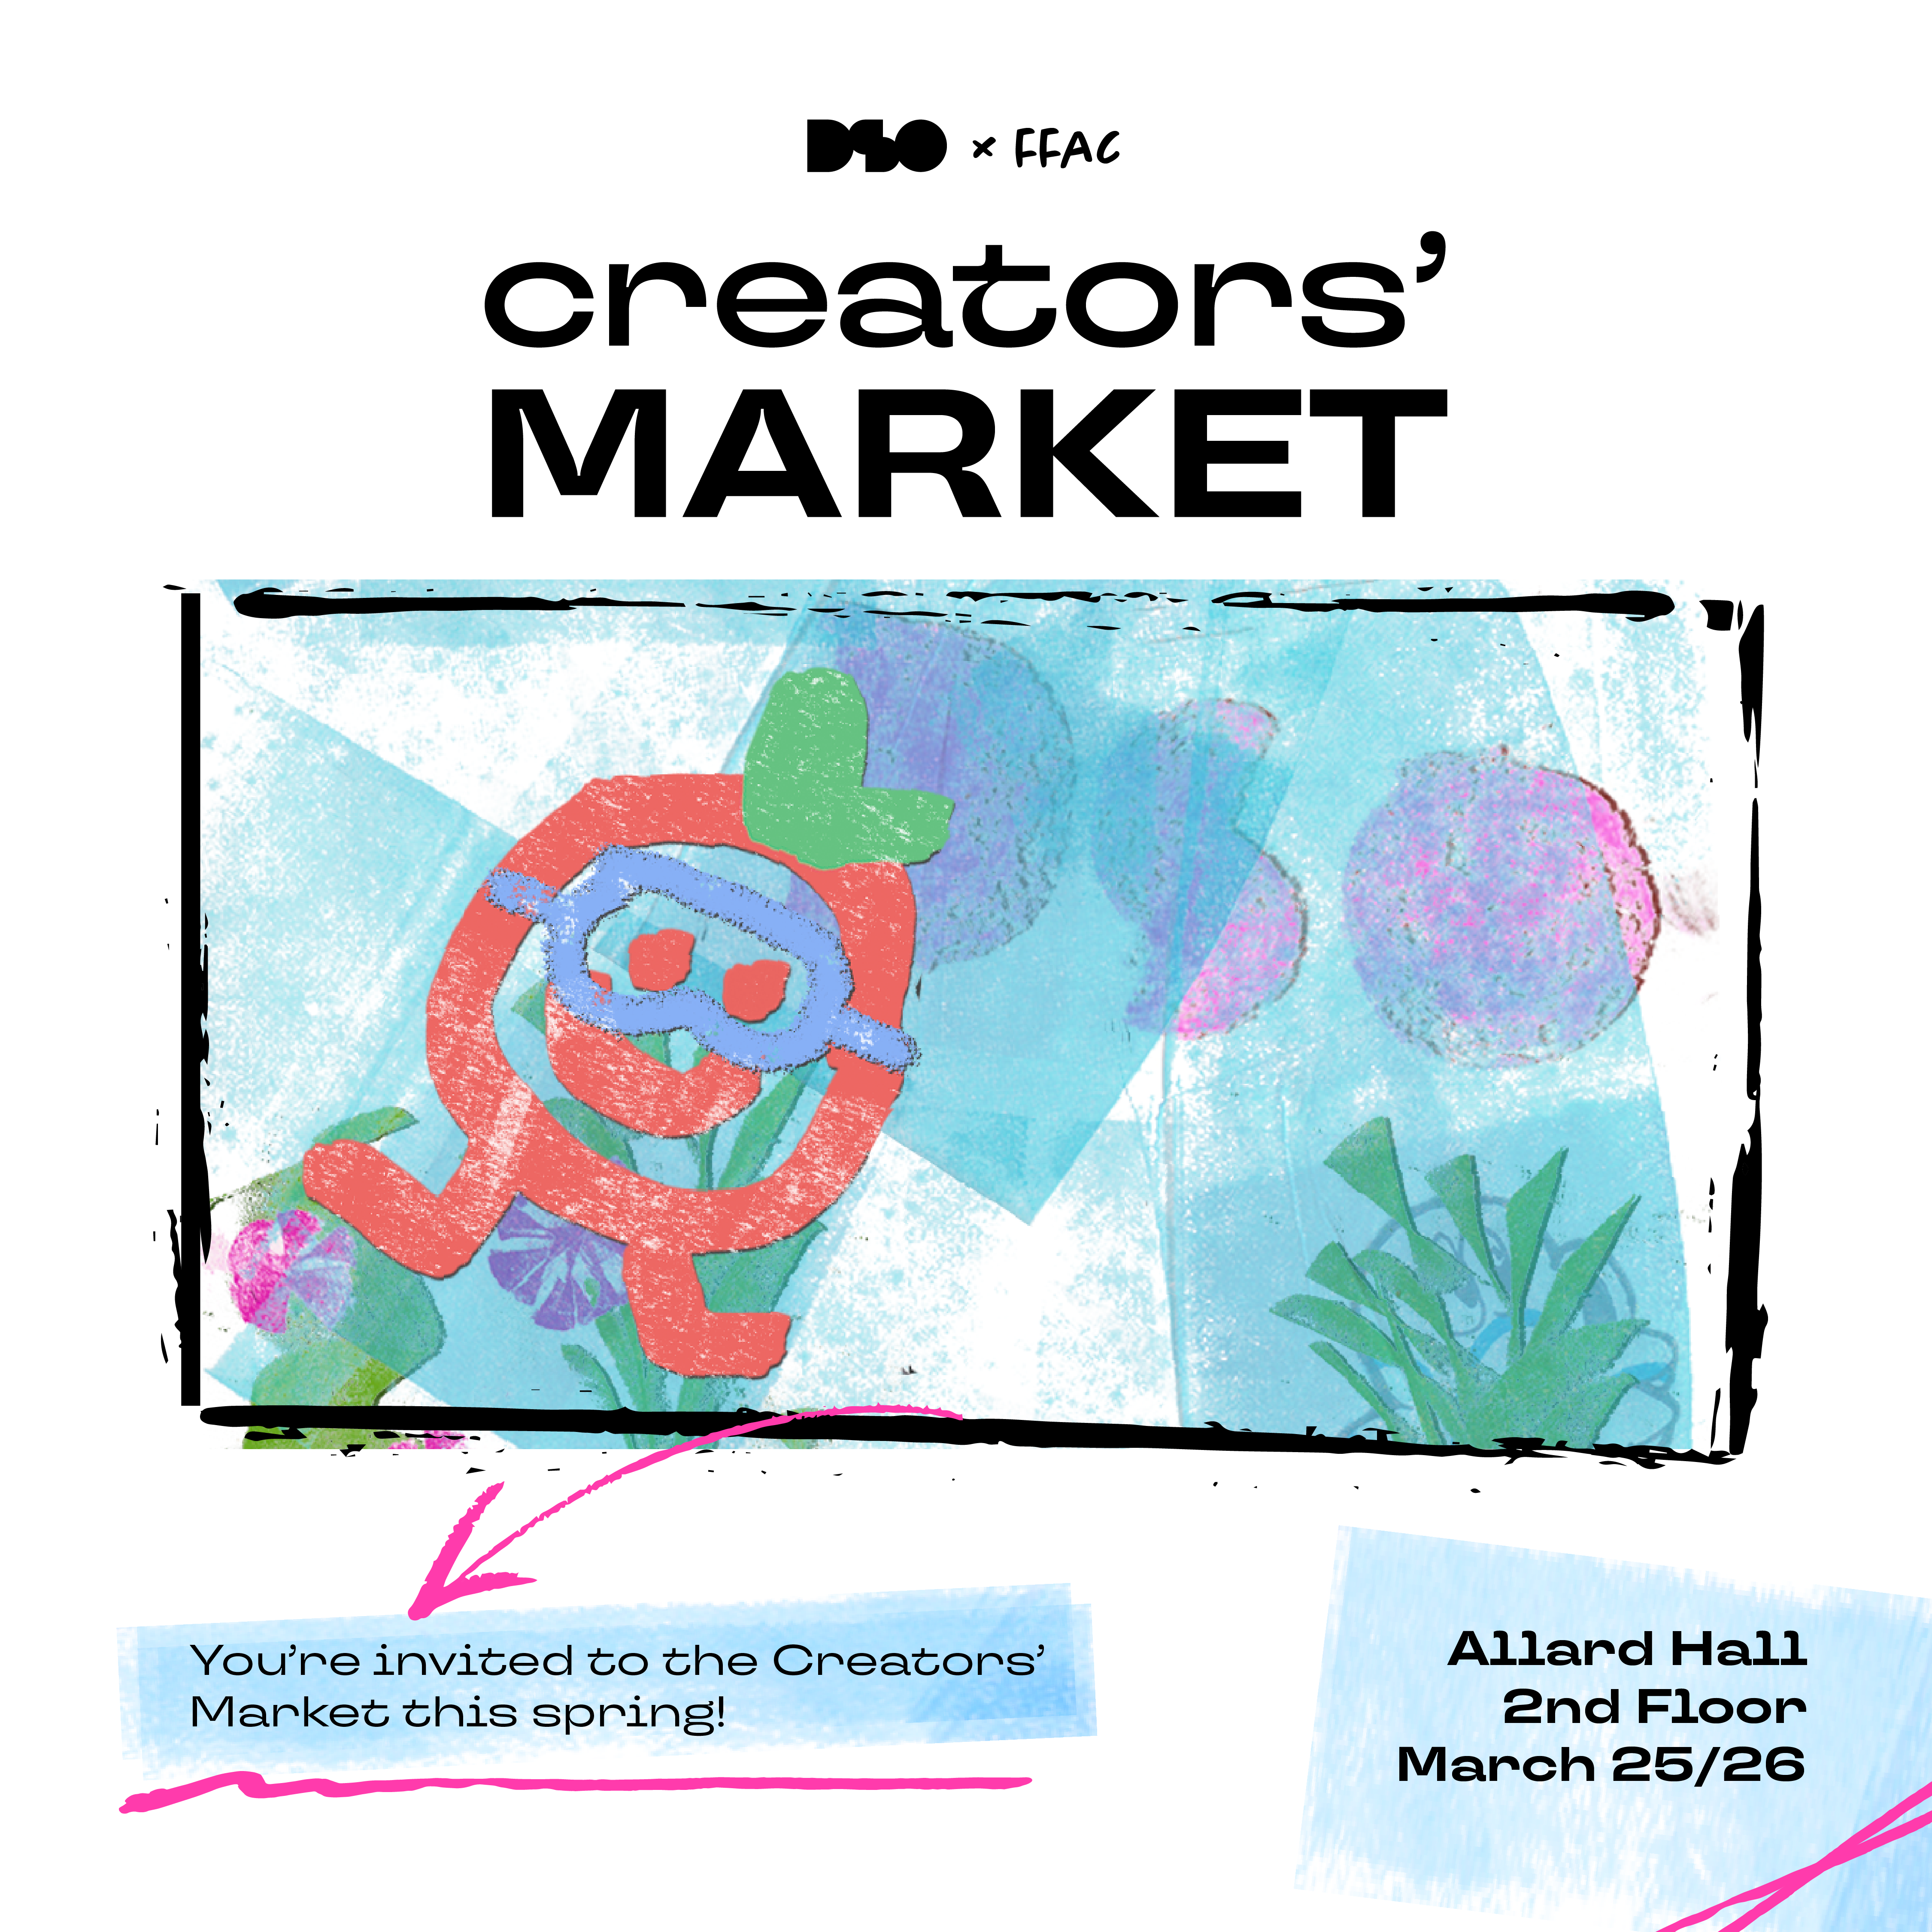 DSO × FFAC
creators’
MARKET
You’re invited to the Creators’
Market this spring!
Allard Hall
2nd Floor
March 25/26